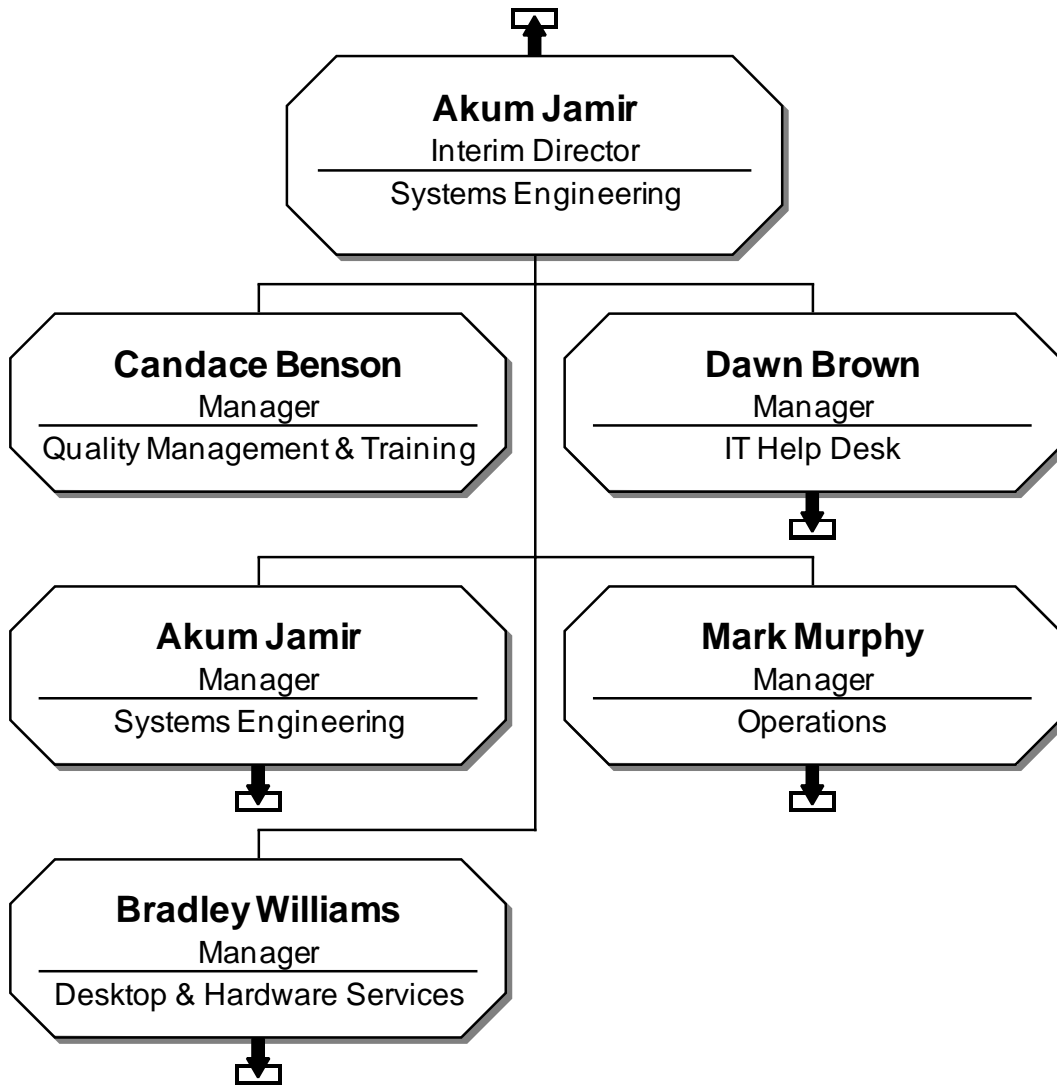 Akum Jamir
Interim Director
Systems Engineering
Candace Benson
Manager
Quality Management & Training
Dawn Brown
Manager
IT Help Desk
Akum Jamir
Manager
Systems Engineering
Mark Murphy
Manager
Operations
Bradley Williams
Manager
Desktop & Hardware Services